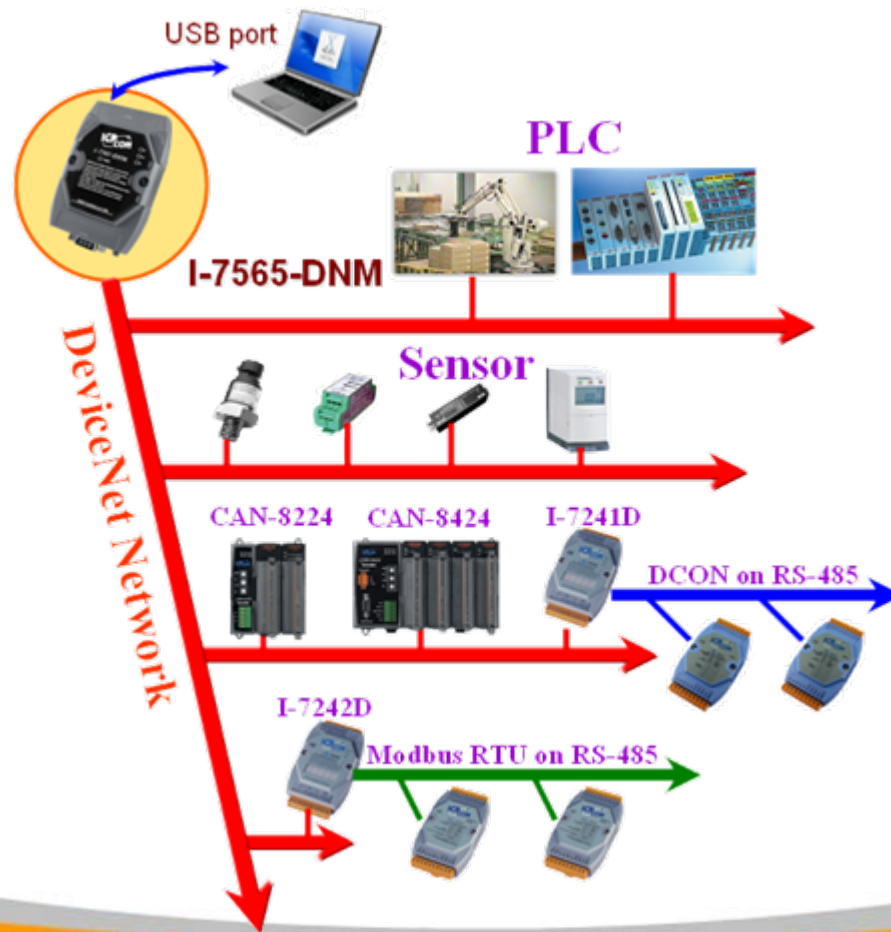 USB port
PLC
I-7565-DNM
DeviceNet Network
Sensor
CAN-8224
CAN-8424
I-7241D
DCON on RS-485
I-7242D
Modbus RTU on RS-485